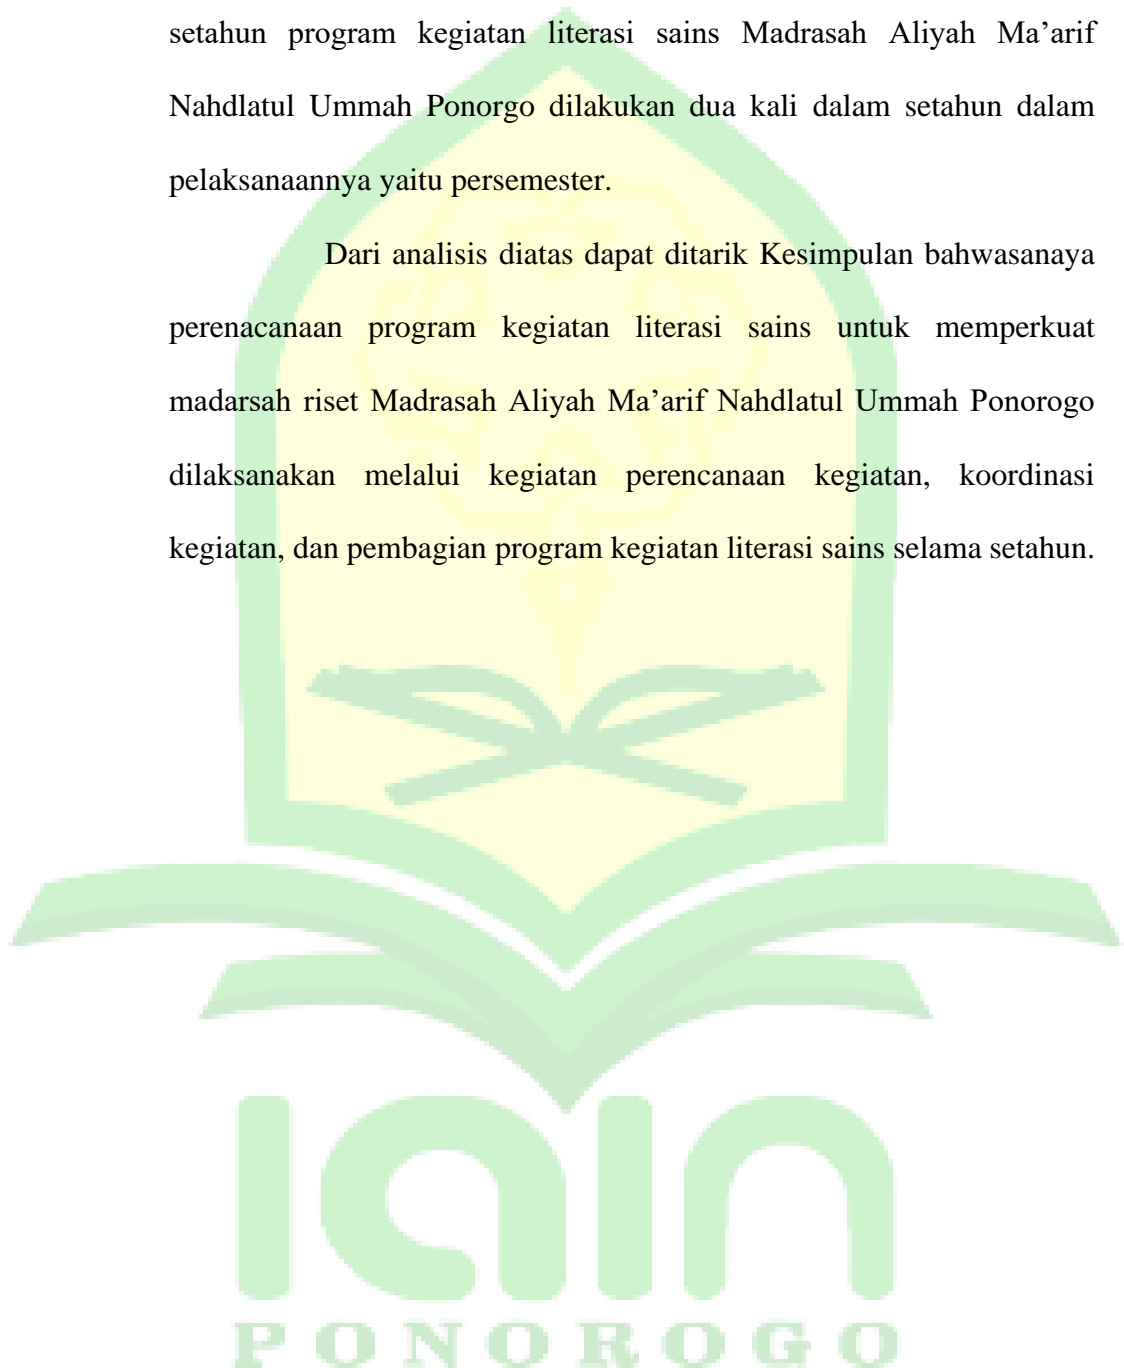 setahun program kegiatan literasi sains Madrasah Aliyah Ma’arif
Nahdlatul Ummah Ponorgo dilakukan dua kali dalam setahun dalam
pelaksanaannya yaitu persemester.
Dari analisis diatas dapat ditarik Kesimpulan bahwasanaya
perenacanaan program kegiatan literasi sains untuk memperkuat
madarsah riset Madrasah Aliyah Ma’arif Nahdlatul Ummah Ponorogo
dilaksanakan melalui kegiatan perencanaan kegiatan, koordinasi
kegiatan, dan pembagian program kegiatan literasi sains selama setahun.
iain
PONOROGO